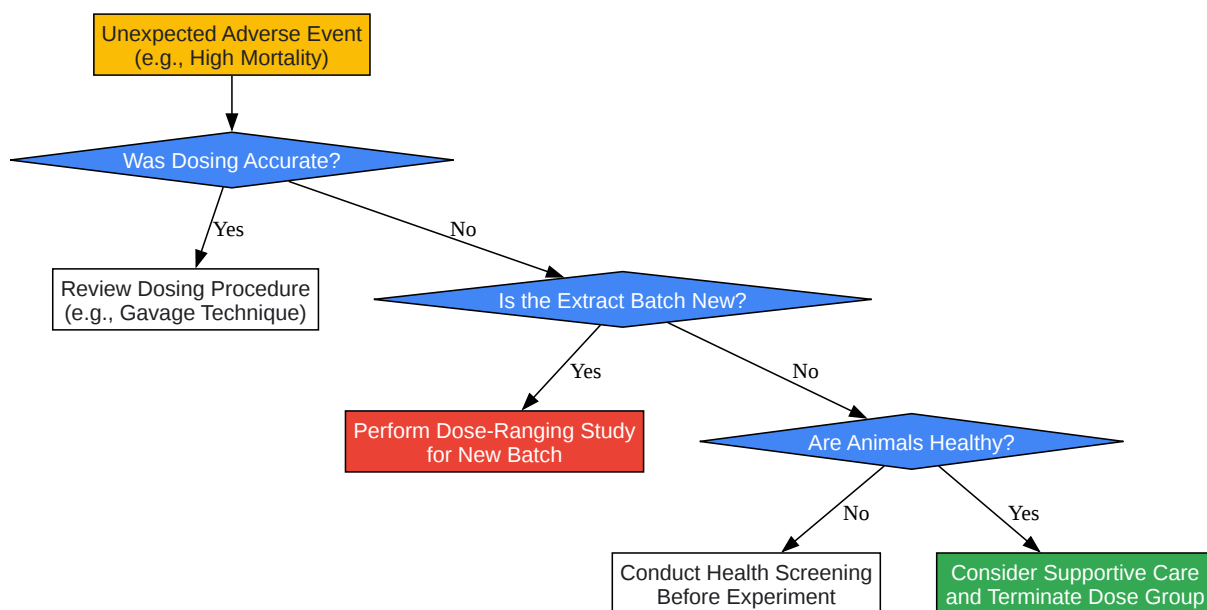 Unexpected Adverse Event
(e.g., High Mortality)
Was Dosing Accurate?
Yes
No
Review Dosing Procedure
(e.g., Gavage Technique)
Is the Extract Batch New?
Yes
No
Perform Dose-Ranging Study
for New Batch
Are Animals Healthy?
No
Yes
Conduct Health Screening
Before Experiment
Consider Supportive Care
and Terminate Dose Group